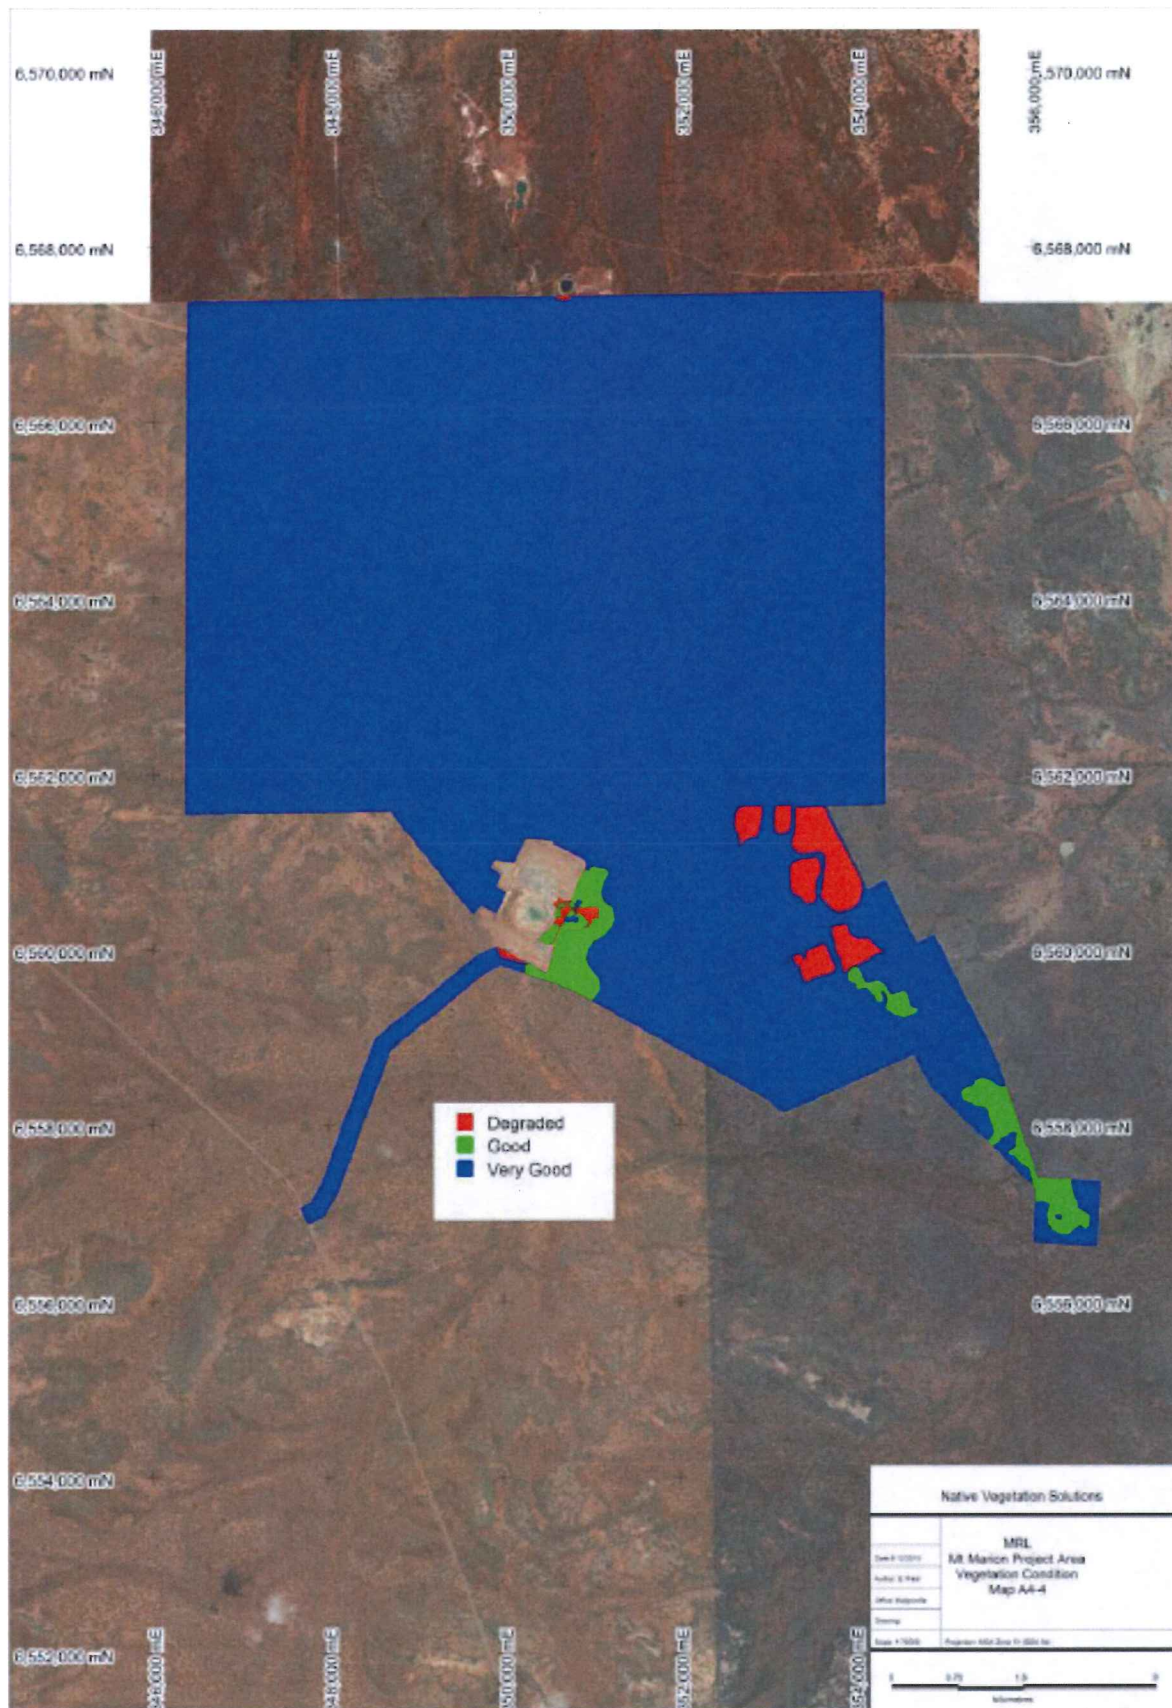 346,000 mE
348,000 mE
350,000 mE
352,000 mE
354,000 mE
356,000 mE
6,570,000 mN
,570,000 mN
6,568,000 mN
6,568,000 mN
6,566,000 mN
6,566,000 mN
6,564,000 mN
6,564,000 mN
6,562,000 mN
6,562,000 mN
6,560,000 mN
6,560,000 mN
6,558,000 mN
6,558,000 mN
Degraded
Good
Very Good
6,556,000 mN
6,556,000 mN
6,554,000 mN
6,552,000 mN
346,000 mE
348,000 mE
350,000 mE
352,000 mE
354,000 mE
Native Vegetation Solutions
MRL
Mt Marion Project Area
Vegetation Condition
Map A4-4
0.75
kilometres